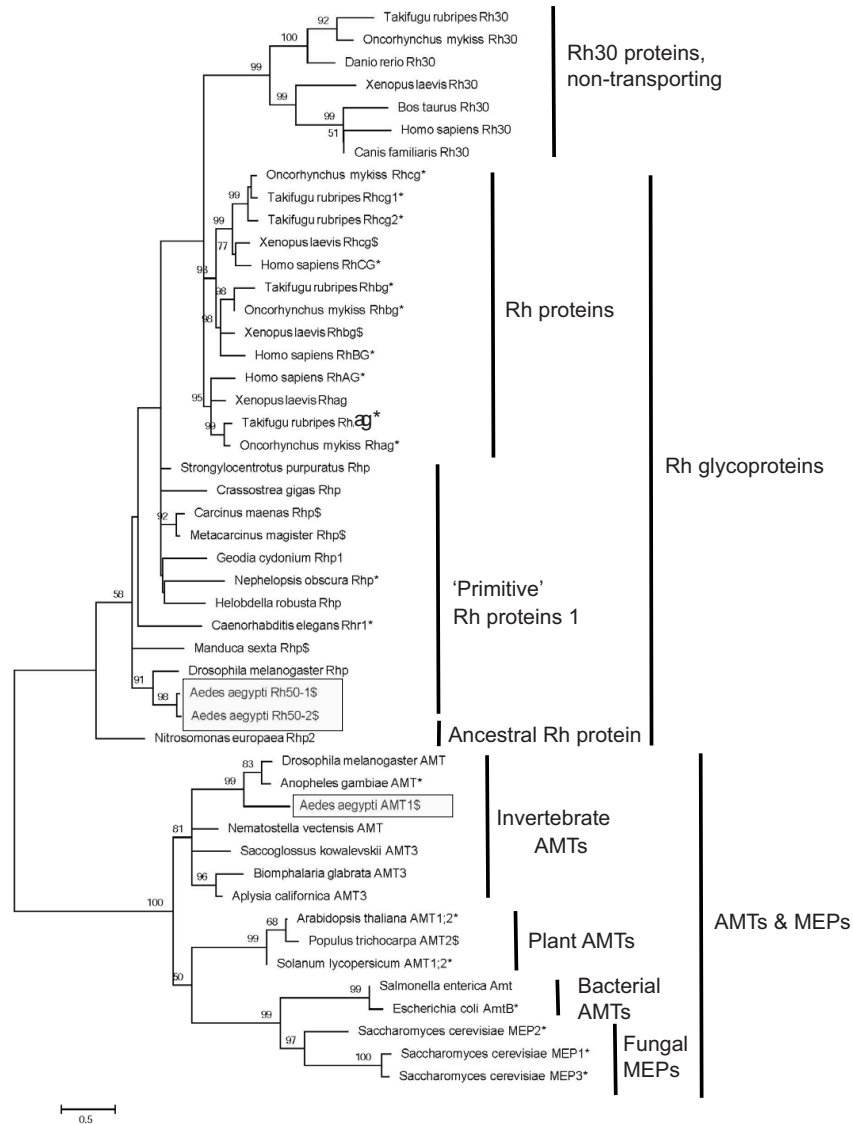 92
Takifugu rubripes Rh30
Oncorhynchus mykiss Rh30
100
Danio rerio Rh30
99
Xenopus laevis Rh30
99
Bos taurus Rh30
99
Homo sapiens Rh30
51
Canis familiaris Rh30
Rh30 proteins,
non-transporting
Oncorhynchus mykiss Rhcg*
99
Takifugu rubripes Rhcg1*
99
Takifugu rubripes Rhcg2*
Xenopus laevis Rhcg$
77
Homo sapiens RhCG*
93
Takifugu rubripes Rhbg*
98
Oncorhynchus mykiss Rhbg*
98
Xenopus laevis Rhbg$
Homo sapiens RhBG*
Homo sapiens RhAG*
95
Xenopus laevis Rhag
Takifugu rubripes Rhag*
99
Oncorhynchus mykiss Rhag*
Rh proteins
Strongylocentrotus purpuratus Rhp
Crassostrea gigas Rhp
Carcinus maenas Rhp$
92
Metacarcinus magister Rhp$
Geodia cydonium Rhp1
Nephelopsis obscura Rhp*
Helobdella robusta Rhp
Caenorhabditis elegans Rhr1*
58
Manduca sexta Rhp$
Drosophila melanogaster Rhp
91
Aedes aegypti Rh50-1$
98
Aedes aegypti Rh50-2$
‘Primitive’
Rh proteins 1
Nitrosomonas europaea Rhp2
Ancestral Rh protein
Rh glycoproteins
Drosophila melanogaster AMT
83
Anopheles gambiae AMT*
99
Aedes aegypti AMT1$
Nematostella vectensis AMT
81
Saccoglossus kowalevskii AMT3
Biomphalaria glabrata AMT3
96
Aplysia californica AMT3
Invertebrate
AMTs
100
Arabidopsis thaliana AMT1;2*
68
Populus trichocarpa AMT2$
99
Solanum lycopersicum AMT1;2*
Plant AMTs
50
Salmonella enterica Amt
99
Escherichia coli AmtB*
Bacterial
AMTs
99
Saccharomyces cerevisiae MEP2*
97
Saccharomyces cerevisiae MEP1*
100
Saccharomyces cerevisiae MEP3*
Fungal
MEPs
AMTs & MEPs
0.5